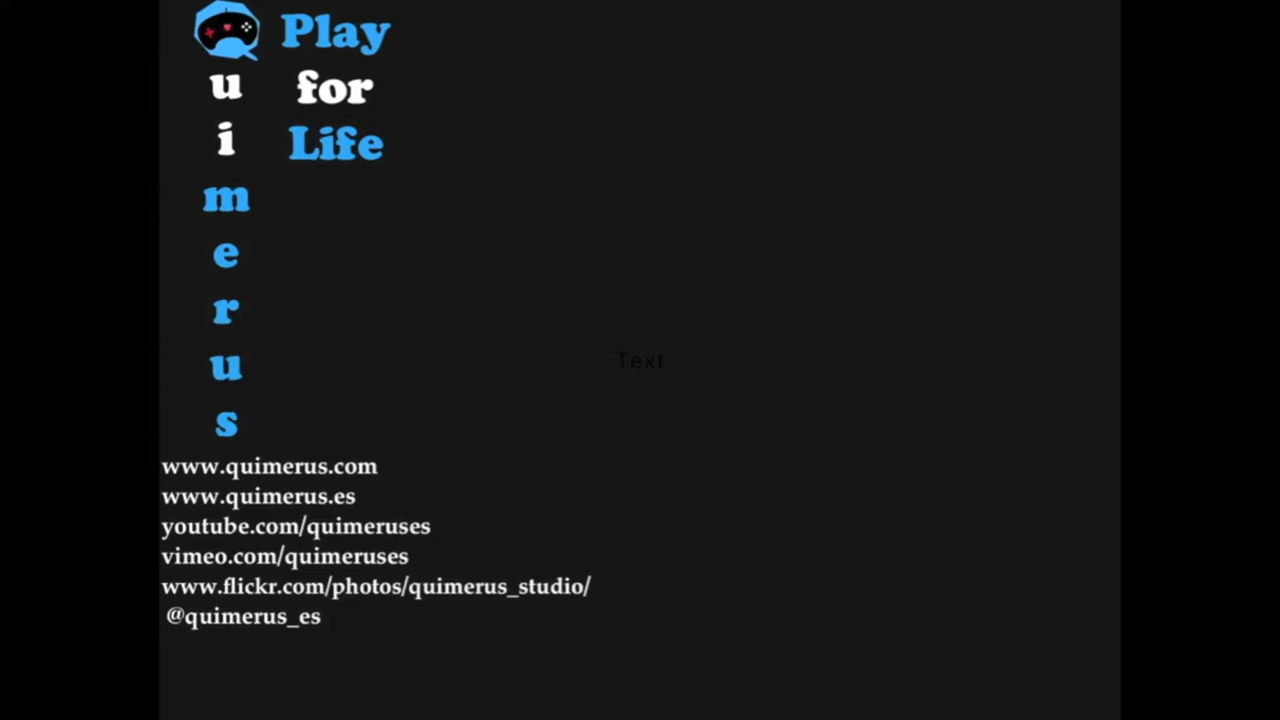 Play
for
Life
u
i
m
e
r
u
s
Text
www.quimerus.com
www.quimerus.es
youtube.com/quimeruses
vimeo.com/quimeruses
www.flickr.com/photos/quimerus_studio/
@quimerus_es